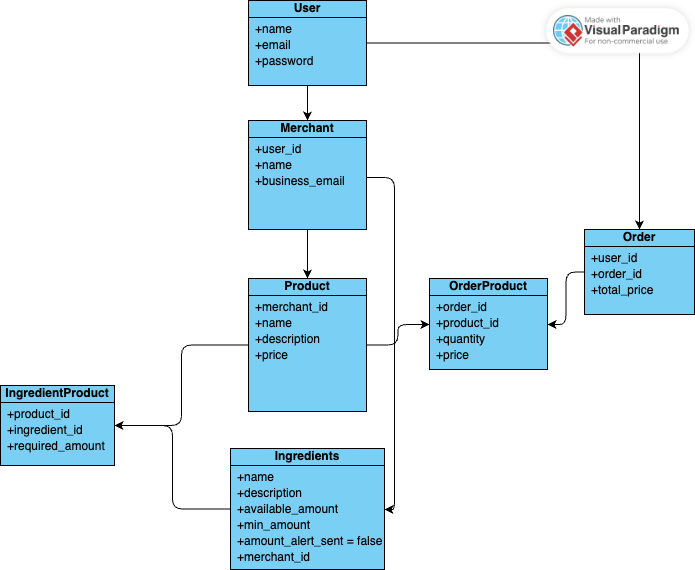 User
+name
+email
+password
Made with
VisualParadigm
For non-commercial use
Merchant
+user_id
+name
+business_email
Order
+user_id
+order_id
+total_price
Product
+merchant_id
+name
+description
+price
OrderProduct
+order_id
+product_id
+quantity
+price
IngredientProduct
+product_id
+ingredient_id
+required_amount
Ingredients
+name
+description
+available_amount
+min_amount
+amount_alert_sent = false
+merchant_id